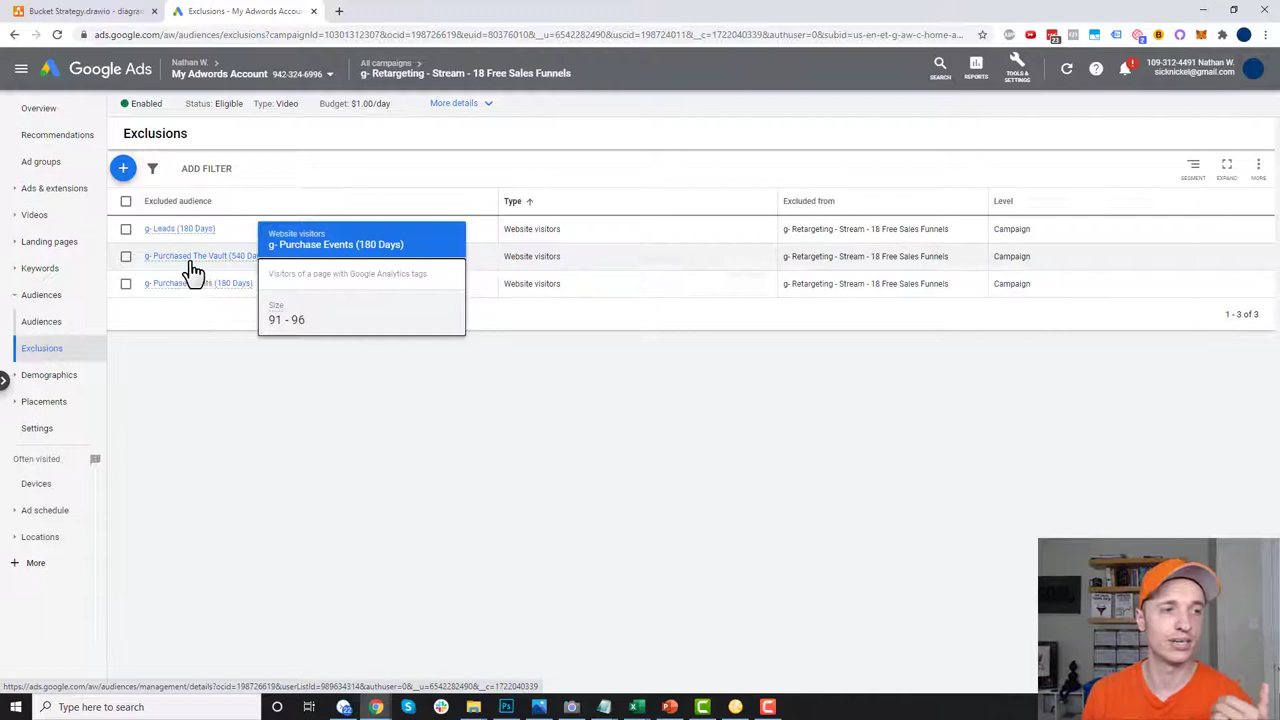 Bucket Strategy.drawio - diagra
Exclusions - My Adwords Accou
ads.google.com/aw/audiences/exclusions?campaignId=10301312307&ocid=198726619&euid=80376010&__u=6542282490&uscid=198724011&__c=1722040339&authuser=0&subid=us-en-et-g-aw-c-home-a...
23
Google Ads
Nathan W.
My Adwords Account 942-324-6996
All campaigns
g- Retargeting - Stream - 18 Free Sales Funnels
SEARCH
REPORTS
TOOLS & SETTINGS
109-312-4491 Nathan W.
sicknickel@gmail.com
Enabled
Status: Eligible
Type: Video
Budget: $1.00/day
More details
Overview
Recommendations
Ad groups
Ads & extensions
Videos
Landing pages
Keywords
Audiences
Audiences
Exclusions
Demographics
Placements
Settings
Often visited
Devices
Ad schedule
Locations
More
Exclusions
ADD FILTER
SEGMENT
EXPAND
MORE
Excluded audience
Type
Excluded from
Level
g- Leads (180 Days)
Website visitors
g- Retargeting - Stream - 18 Free Sales Funnels
Campaign
g- Purchased The Vault (540 Da
Website visitors
g- Retargeting - Stream - 18 Free Sales Funnels
Campaign
g- Purchase nts (180 Days)
Website visitors
g- Retargeting - Stream - 18 Free Sales Funnels
Campaign
1 - 3 of 3
Website visitors
g- Purchase Events (180 Days)
Visitors of a page with Google Analytics tags
Size
91 - 96
https://ads.google.com/aw/audiences/management/details?ocid=198726619&userListId=989634314&authuser=0&__u=6542282490&__c=1722040339
Type here to search